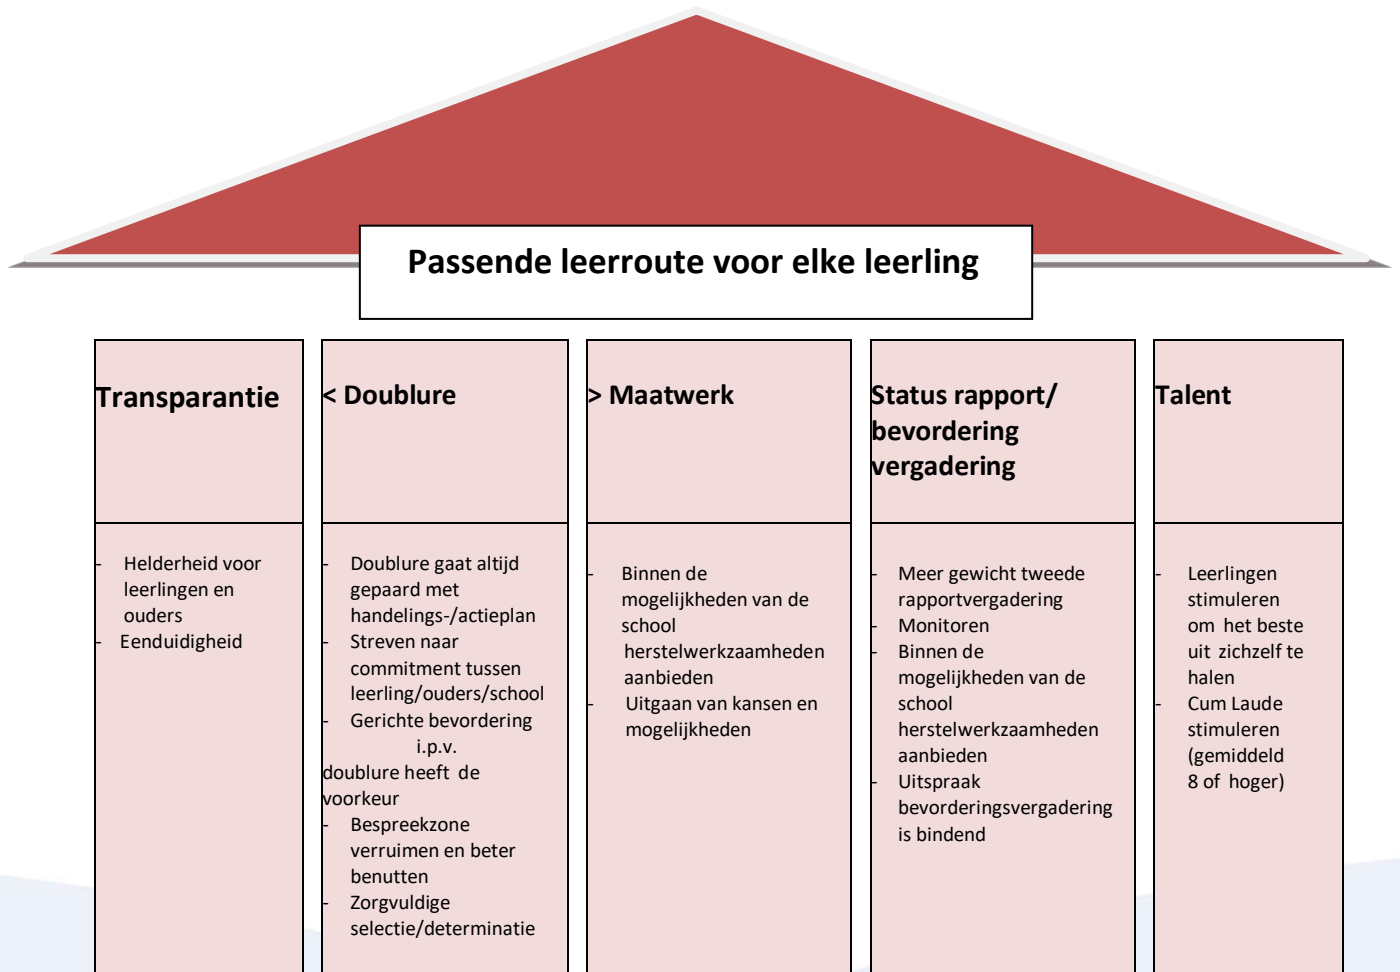 Passende leerroute voor elke leerling
Transparantie
- Helderheid voor
leerlingen en
ouders
- Eenduidigheid
< Doublure
- Doublure gaat altijd
gepaard met
handelings-/actieplan
- Streven naar
commitment tussen
leerling/ouders/school
- Gerichte bevordering
i.p.v.
doublure heeft de
voorkeur
- Bespreekzone
verruimen en beter
benutten
- Zorgvuldige
selectie/determinatie
> Maatwerk
- Binnen de
mogelijkheden van de
school
herstelwerkzaamheden
aanbieden
- Uitgaan van kansen en
mogelijkheden
Status rapport/
bevordering
vergadering
- Meer gewicht tweede
rapportvergadering
- Monitoren
- Binnen de
mogelijkheden van de
school
herstelwerkzaamheden
aanbieden
- Uitspraak
bevorderingsvergadering
is bindend
Talent
- Leerlingen
stimuleren
om het beste
uit zichzelf te
halen
- Cum Laude
stimuleren
(gemiddeld
8 of hoger)